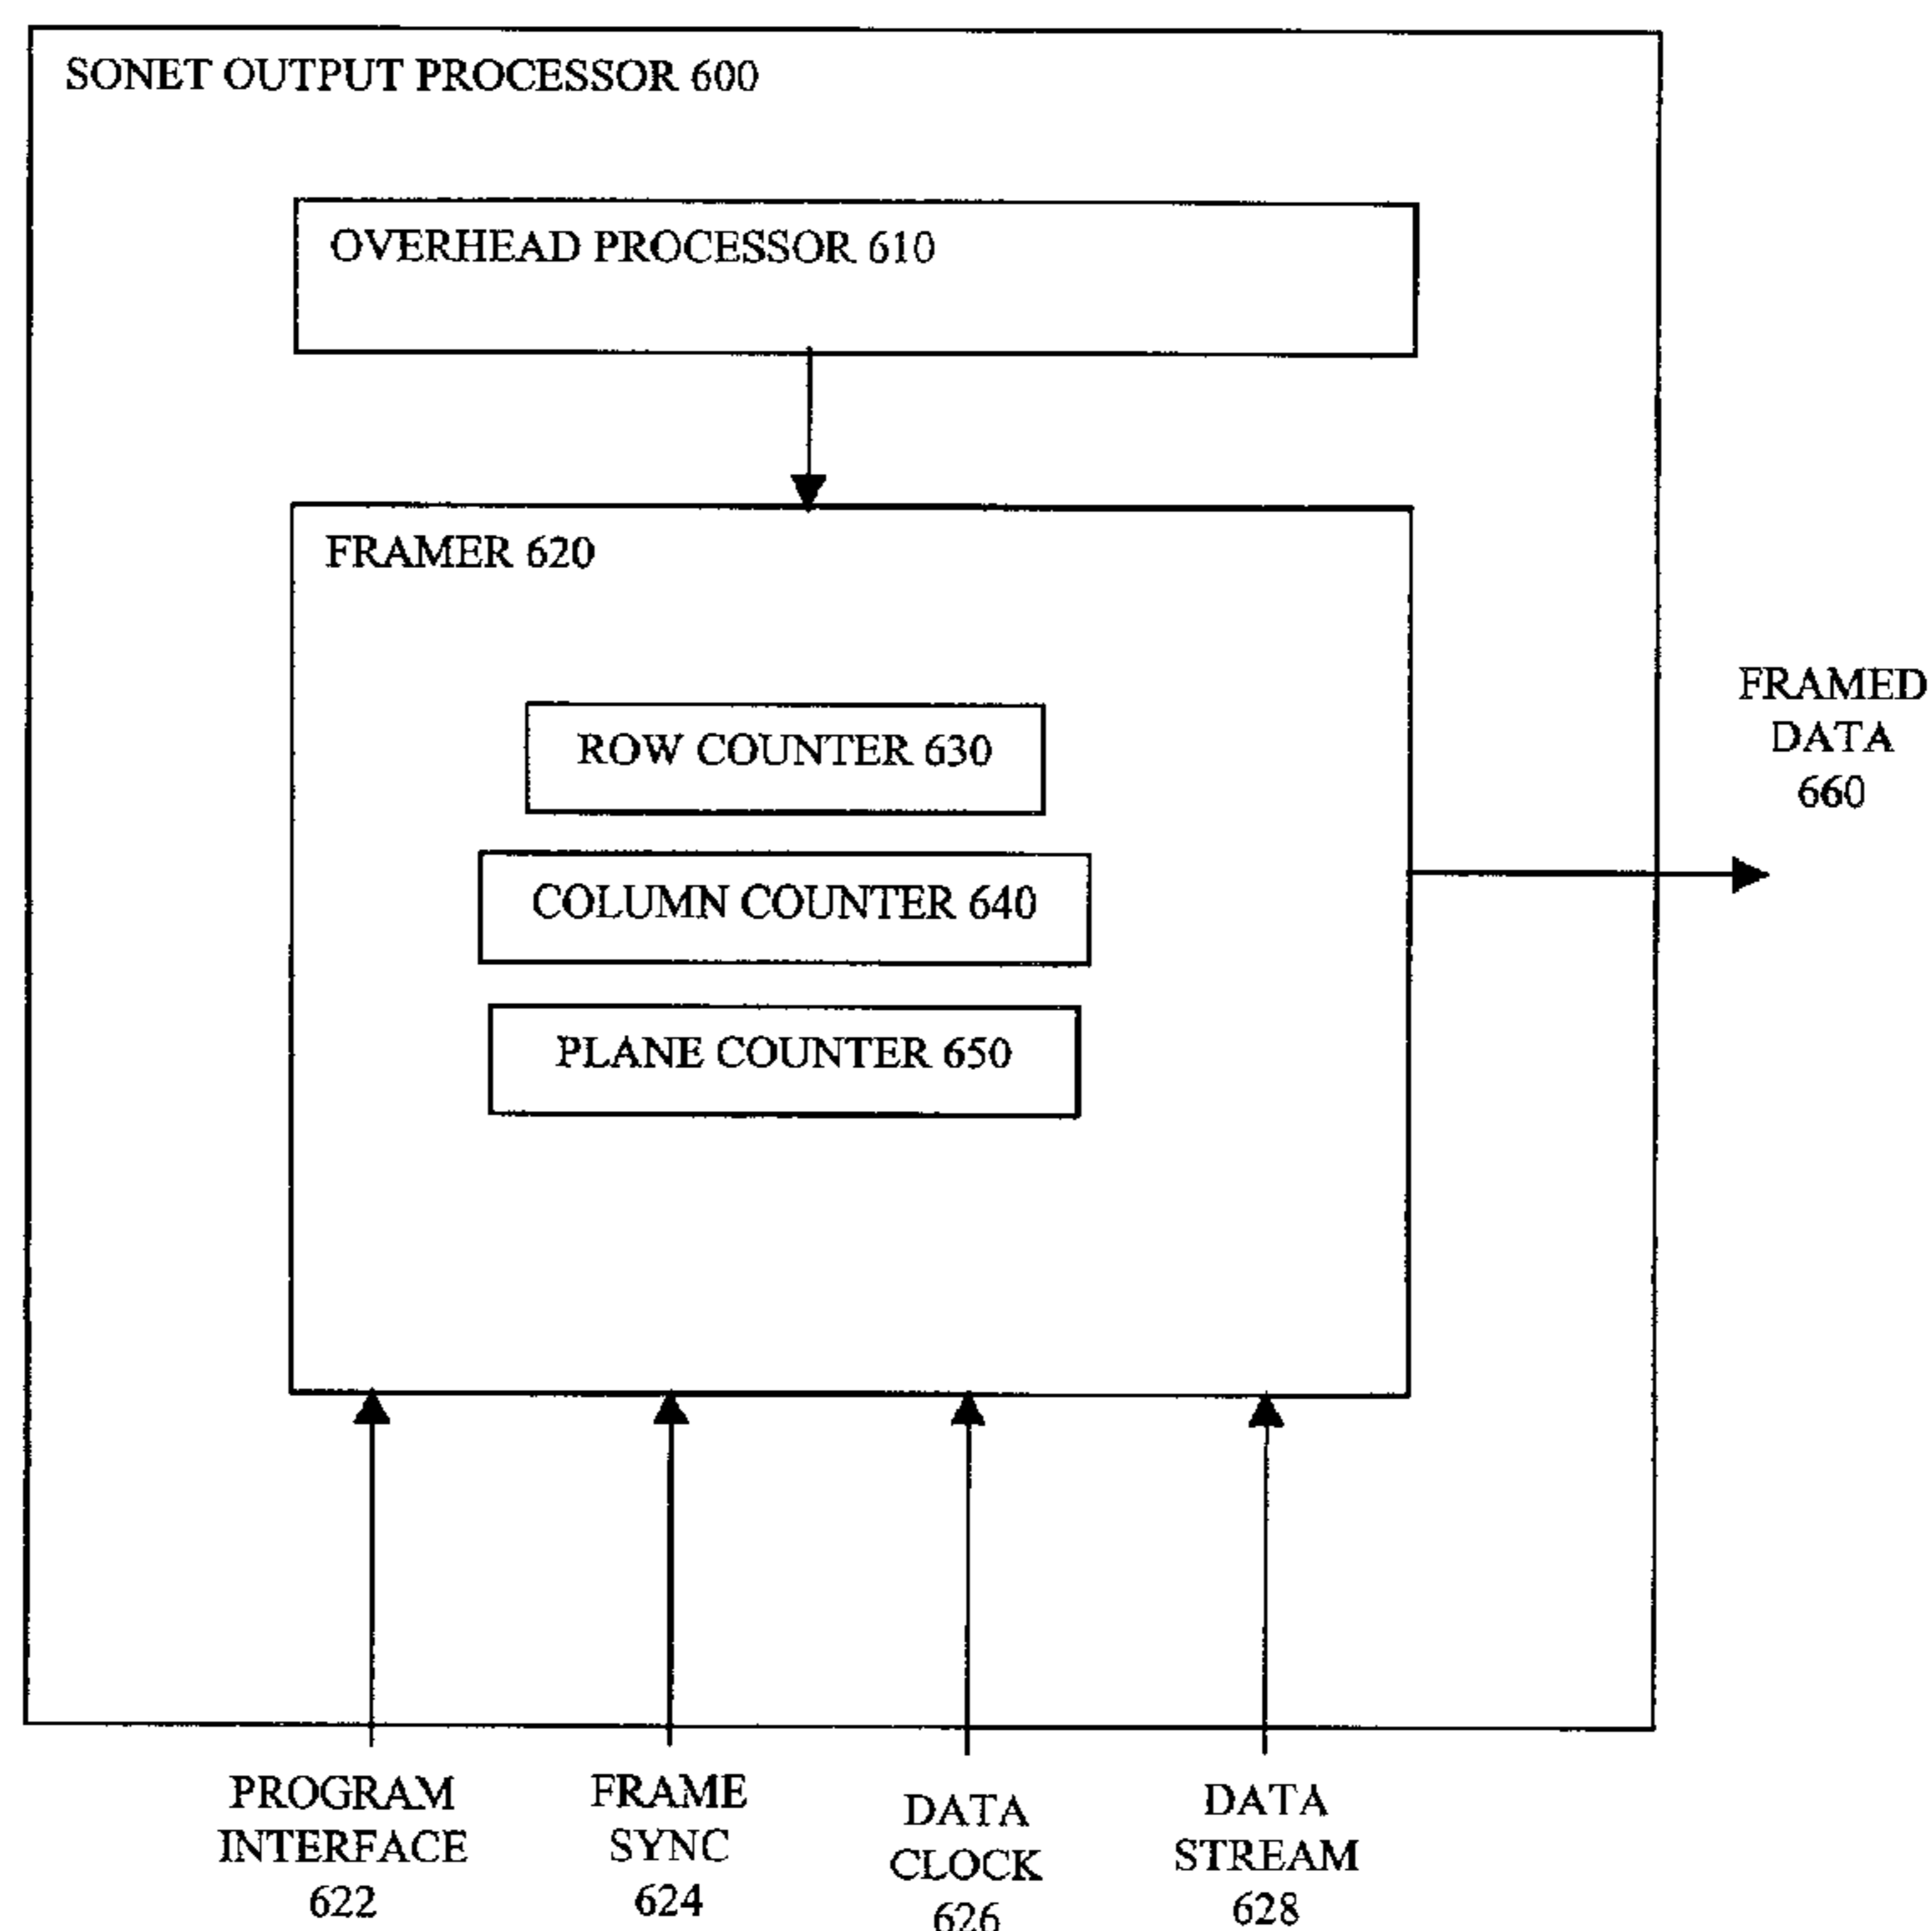 SONET OUTPUT PROCESSOR 600
OVERHEAD PROCESSOR 610
FRAMER 620
ROW COUNTER 630
COLUMN COUNTER 640
PLANE COUNTER 650
FRAMED
DATA
660
PROGRAM
INTERFACE
622
FRAME
SYNC
624
DATA
CLOCK
626
DATA
STREAM
628